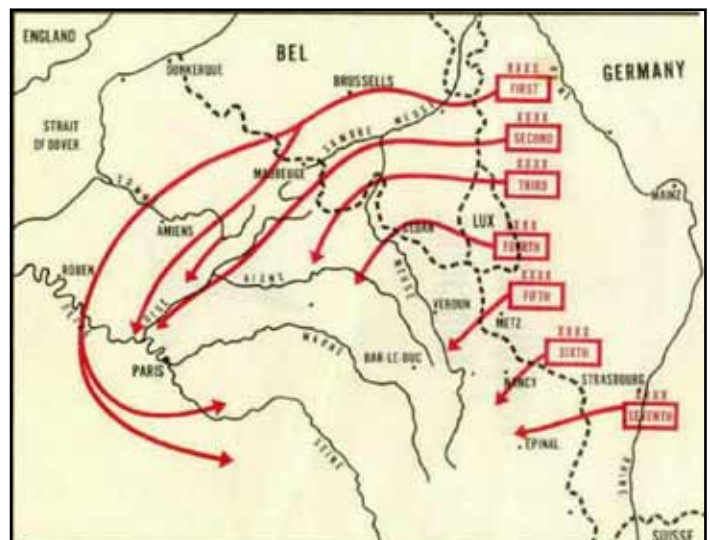 ENGLAND
BEL
GERMANY
DUNKERQUE
BRUSSELLS
XXXX
FIRST
STRAIT
OF DOVER
SAMBRE
MEUSE
XXXX
SECOND
MAUBEUGE
XXXX
THIRD
MAINZ
SOMME
AMIENS
SEDAN
LUX
XXXX
FOURTH
ROUEN
OISE
AISNE
MEUSE
VERDUN
XXXX
FIFTH
METZ
PARIS
MARNE
BAR-LE-DUC
XXXX
SIXTH
NANCY
STRASBOURG
XXXX
SEVENTH
EPINAL
SEINE
RHINE
SUISSE